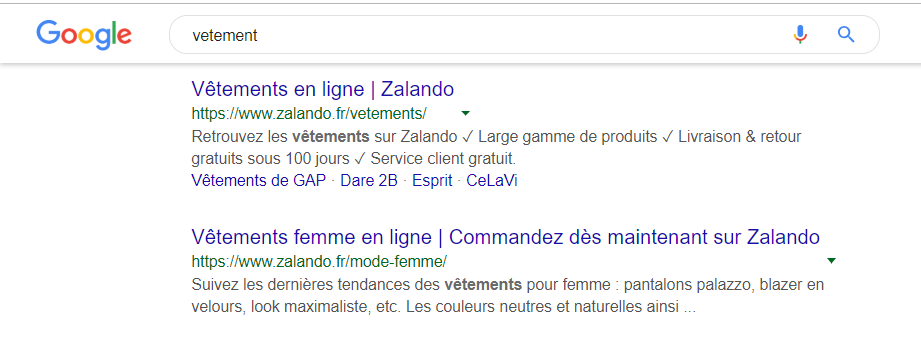 Google
vetement
Vêtements en ligne | Zalando
https://www.zalando.fr/vetements/
Retrouvez les vêtements sur Zalando ✓ Large gamme de produits ✓ Livraison & retour
gratuits sous 100 jours ✓ Service client gratuit.
Vêtements de GAP · Dare 2B · Esprit · CeLaVi
Vêtements femme en ligne | Commandez dès maintenant sur Zalando
https://www.zalando.fr/mode-femme/
Suivez les dernières tendances des vêtements pour femme : pantalons palazzo, blazer en
velours, look maximaliste, etc. Les couleurs neutres et naturelles ainsi ...